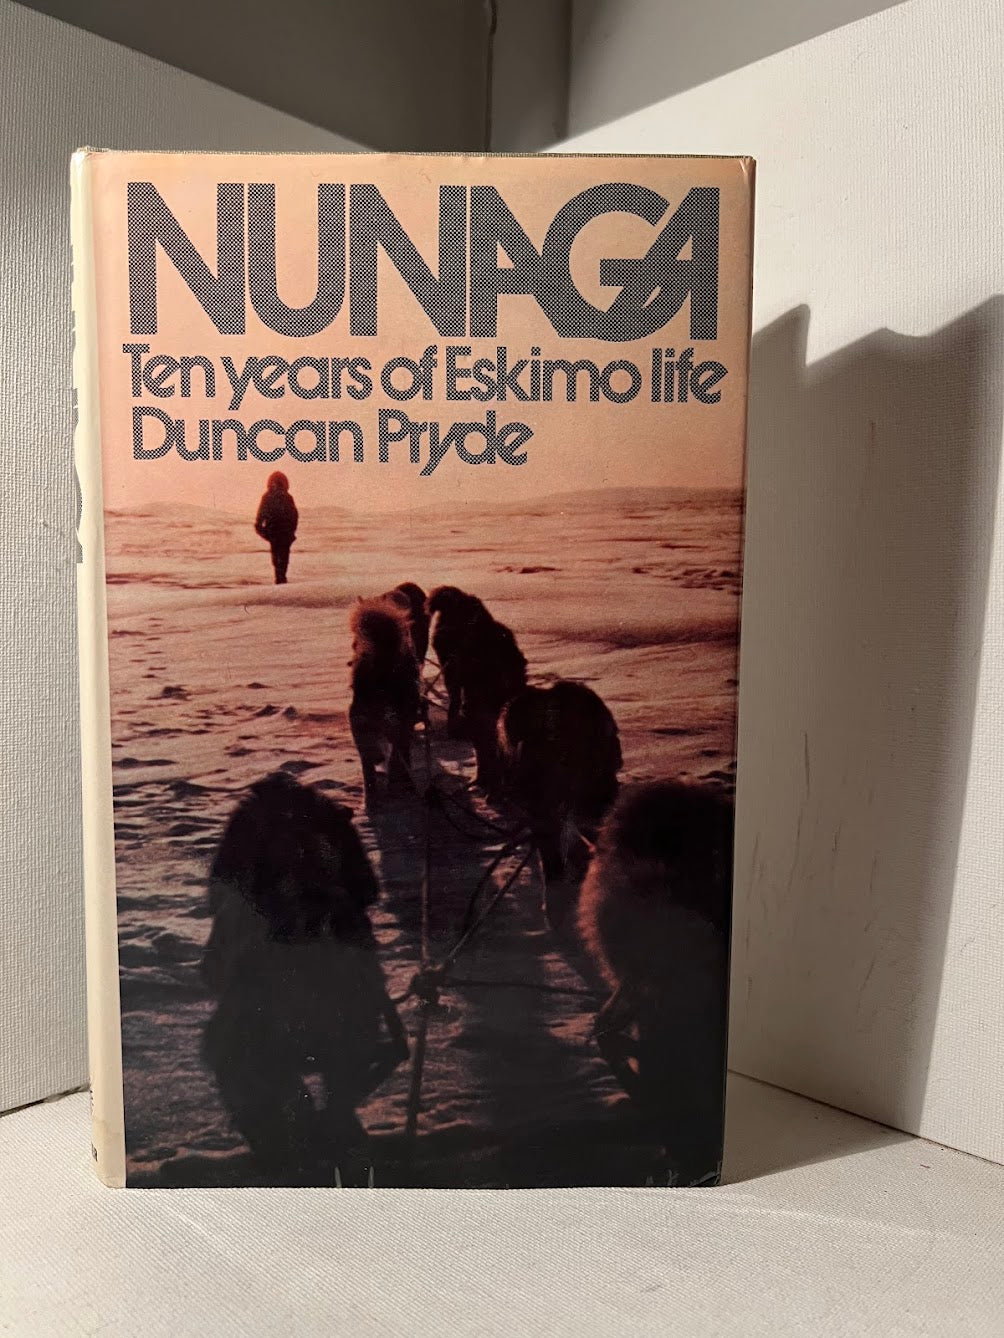 NUNAGA
Ten years of Eskimo life
Duncan Pryde